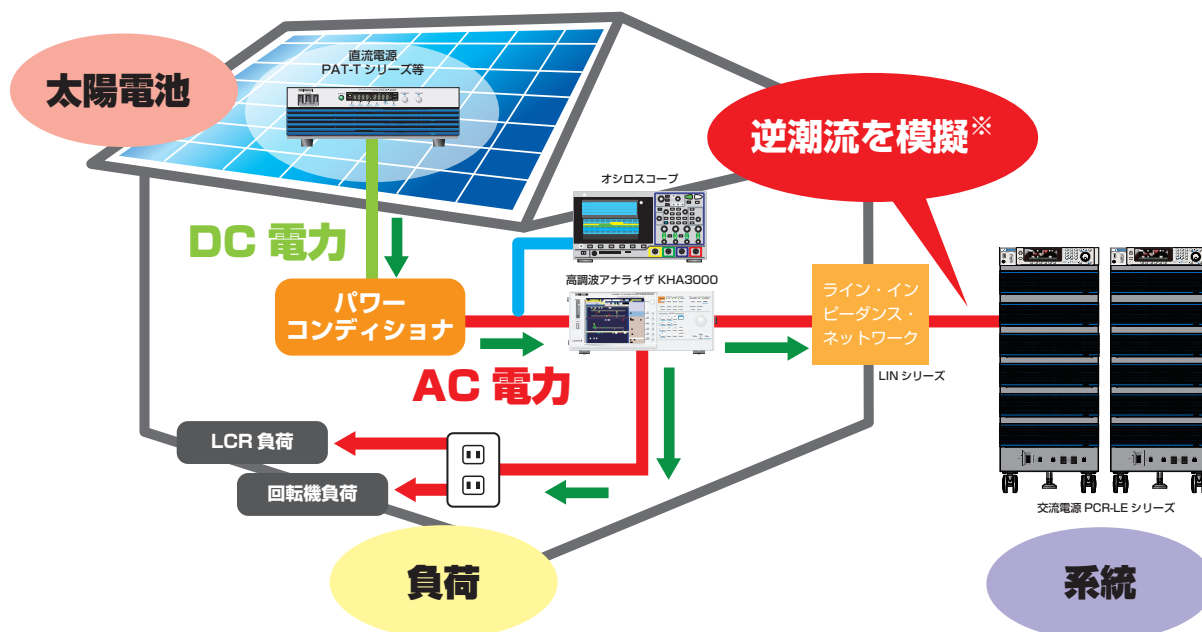 太陽電池
直流電源
PAT-T シリーズ等
逆潮流を模擬※
オシロスコープ
DC 電力
高調波アナライザ KHA3000
パワー
コンディショナ
ライン・イン
ピーダンス・
ネットワーク
LIN シリーズ
AC 電力
LCR 負荷
回転機負荷
交流電源 PCR-LE シリーズ
負荷
系統